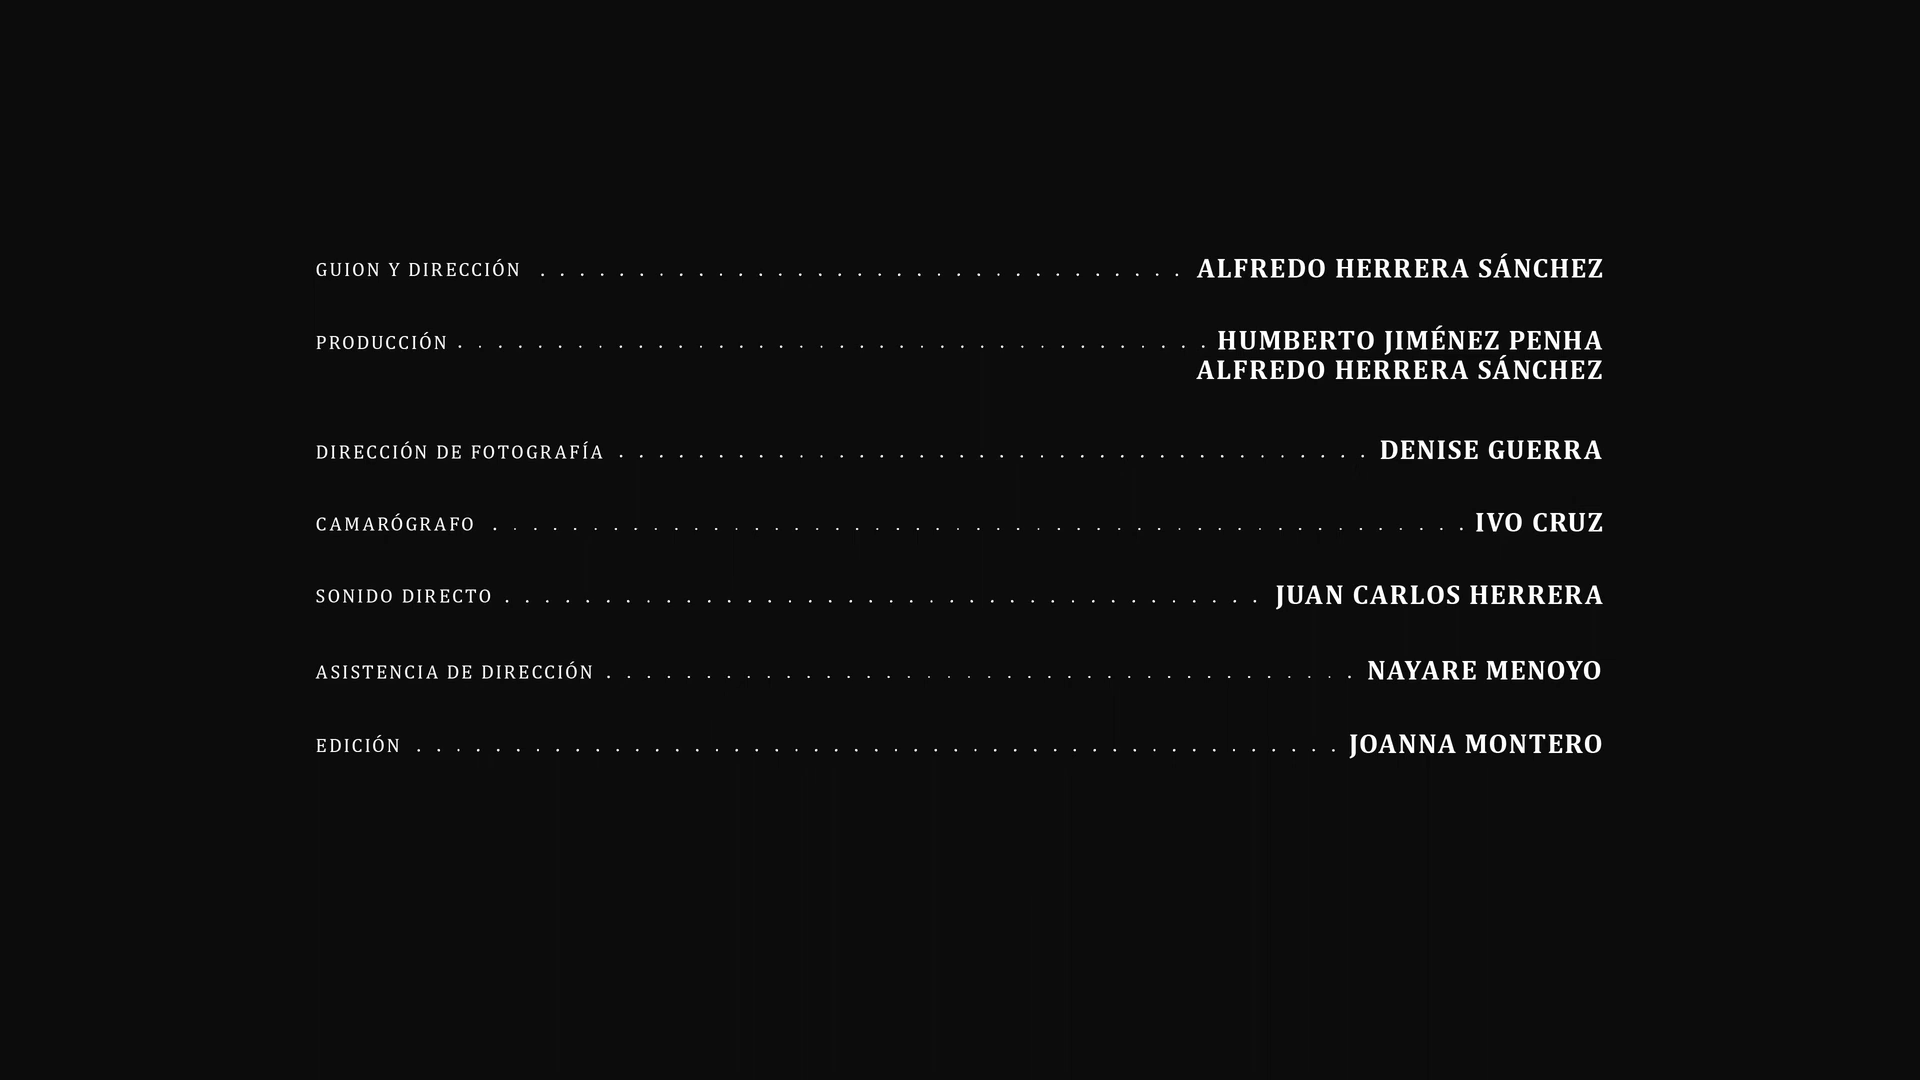 GUION Y DIRECCIÓN . . . . . . . . . . . . . . . . . . . . . . . . . . . . . . . . . ALFREDO HERRERA SÁNCHEZ
PRODUCCIÓN . . . . . . . . . . . . . . . . . . . . . . . . . . . . . . . . . . . . . . HUMBERTO JIMÉNEZ PENHA
ALFREDO HERRERA SÁNCHEZ
DIRECCIÓN DE FOTOGRAFÍA . . . . . . . . . . . . . . . . . . . . . . . . . . . . . . . . . . . . . . DENISE GUERRA
CAMARÓGRAFO . . . . . . . . . . . . . . . . . . . . . . . . . . . . . . . . . . . . . . . . . . . . . . . . . IVO CRUZ
SONIDO DIRECTO . . . . . . . . . . . . . . . . . . . . . . . . . . . . . . . . . . . . . . JUAN CARLOS HERRERA
ASISTENCIA DE DIRECCIÓN . . . . . . . . . . . . . . . . . . . . . . . . . . . . . . . . . . . . . . NAYARE MENOYO
EDICIÓN . . . . . . . . . . . . . . . . . . . . . . . . . . . . . . . . . . . . . . . . . . . . . . . JOANNA MONTERO